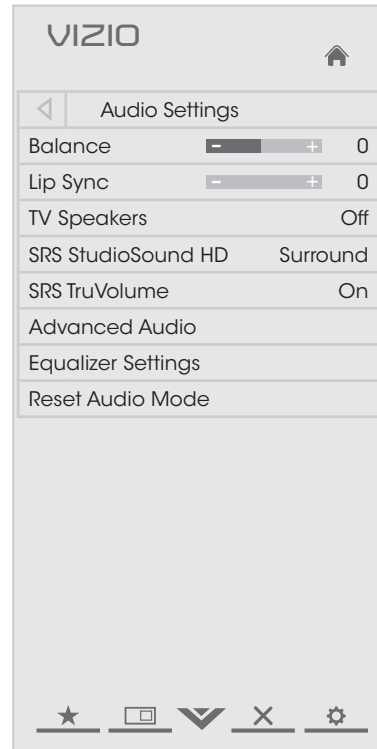 VIZIO
Audio Settings
Balance - + 0
Lip Sync - + 0
TV Speakers Off
SRS StudioSound HD Surround
SRS TruVolume On
Advanced Audio
Equalizer Settings
Reset Audio Mode